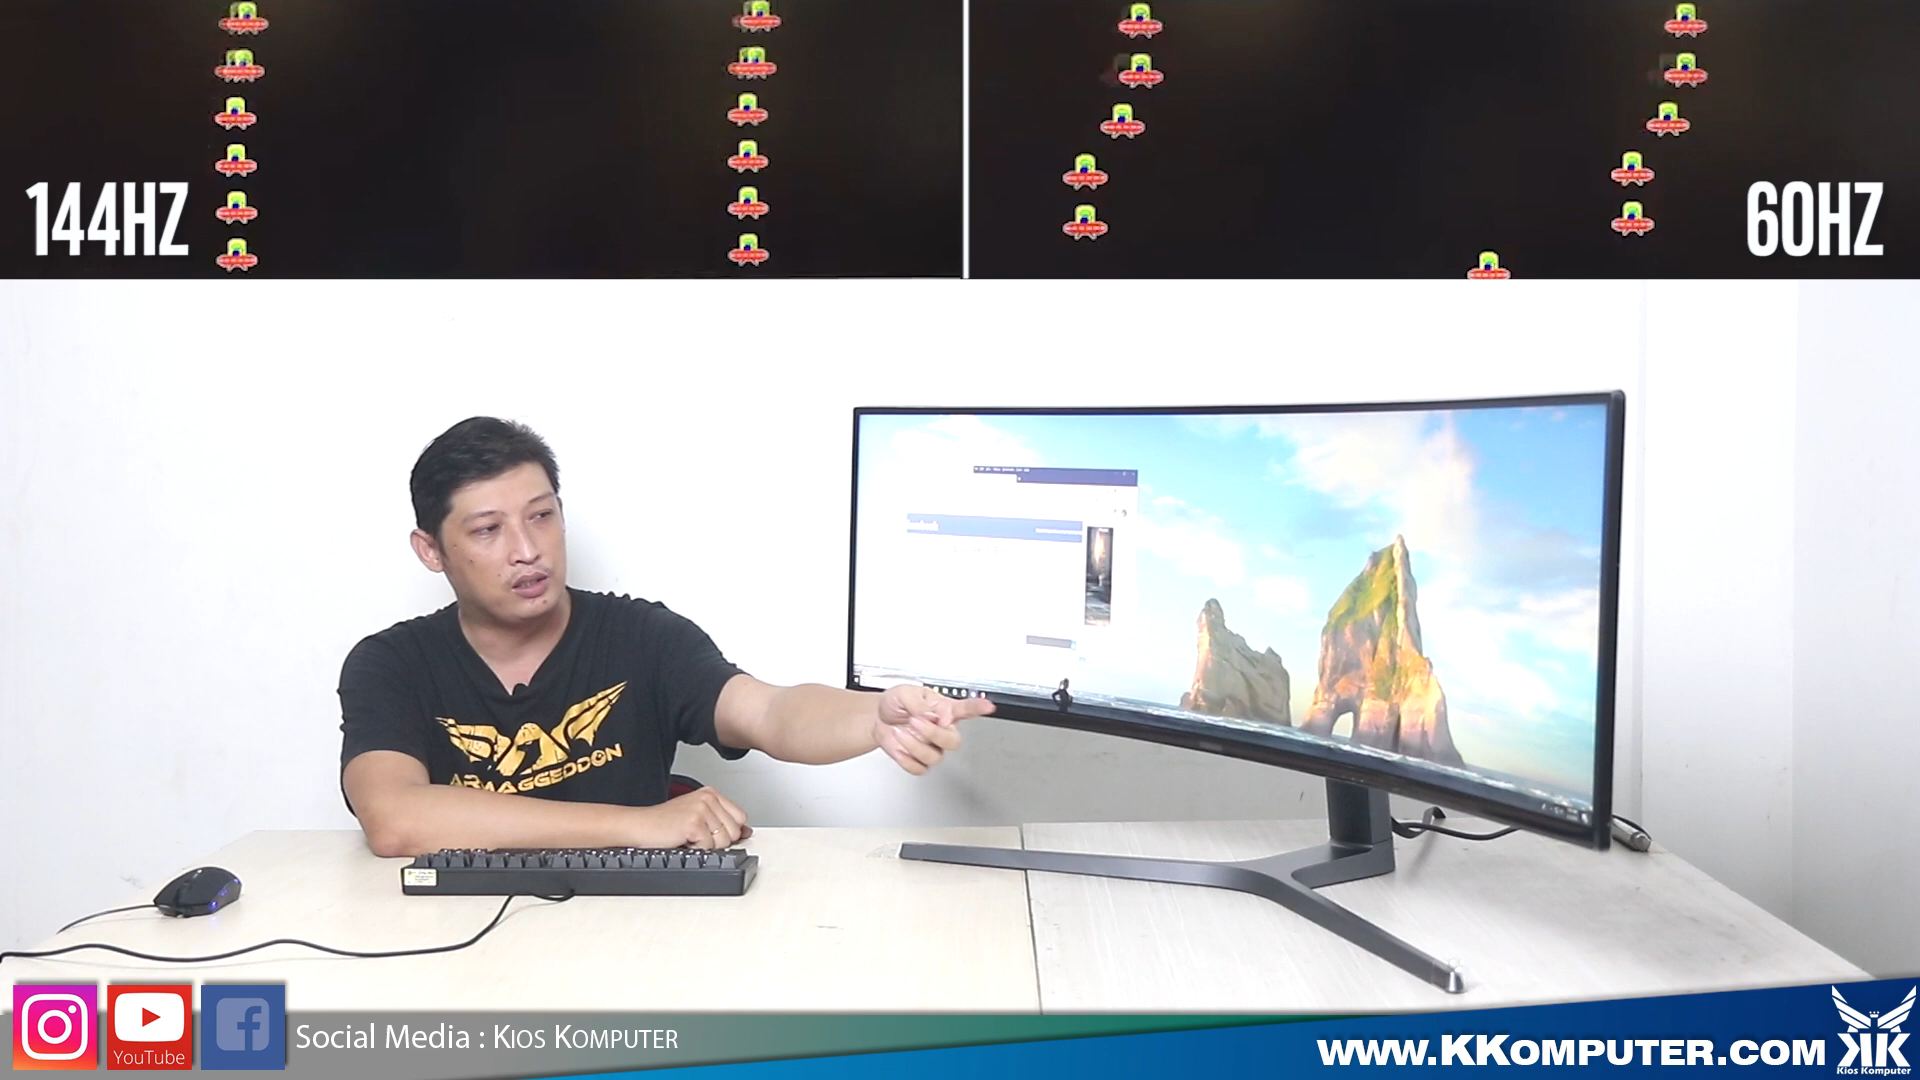 144HZ
60HZ
ARMAGGEDDON
YouTube
Social Media : Kios Komputer
www.KKomputer.com
Kios Komputer